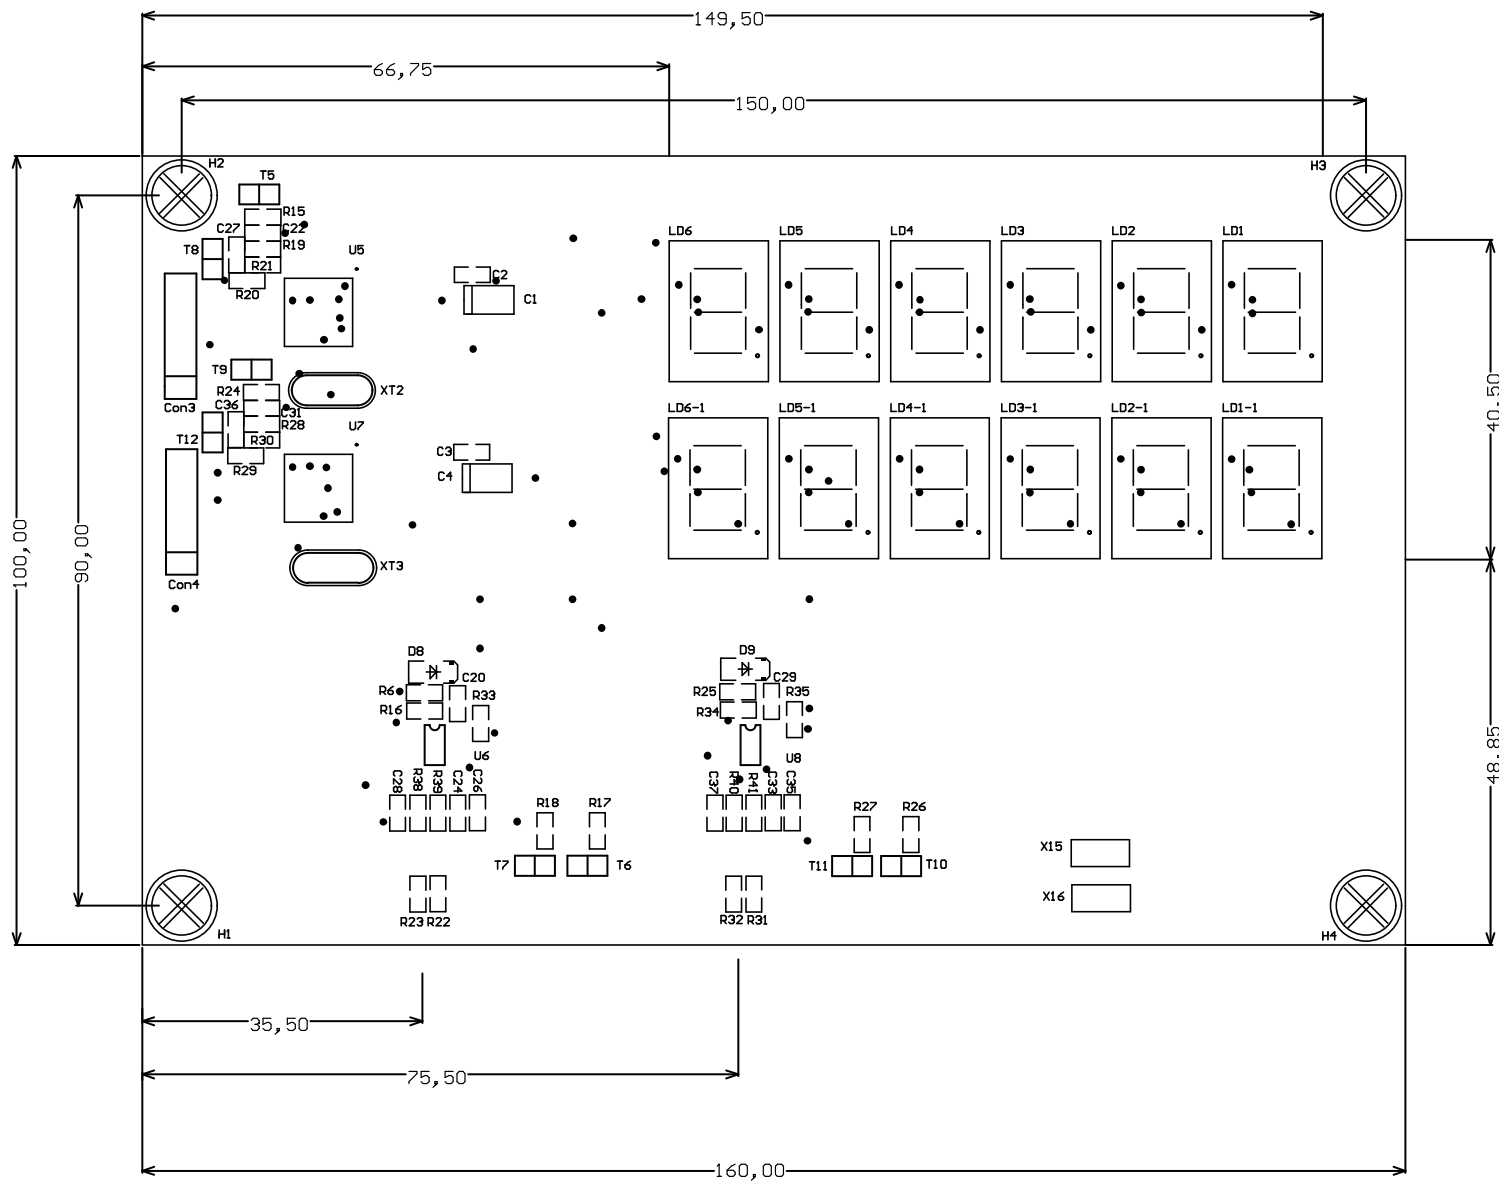 149,50
66,75
150,00
H2
H3
T5
R15
C27
C22
T8
R19
U5
R21
R20
C2
C1
LD6
LD5
LD4
LD3
LD2
LD1
T9
R24
XT2
Con3
C36
C31
R28
U7
T12
R30
R29
C3
C4
LD6-1
LD5-1
LD4-1
LD3-1
LD2-1
LD1-1
40,50
100,00
90,00
XT3
Con4
D8
C20
R6
R33
R16
U6
D9
C29
R25
R35
R34
U8
48,85
C28
R38
R39
C24
C26
C37
R40
R41
C33
C35
R18
R17
R27
R26
T7
T6
T11
T10
X15
X16
R23
R22
R32
R31
H1
H4
35,50
75,50
160,00